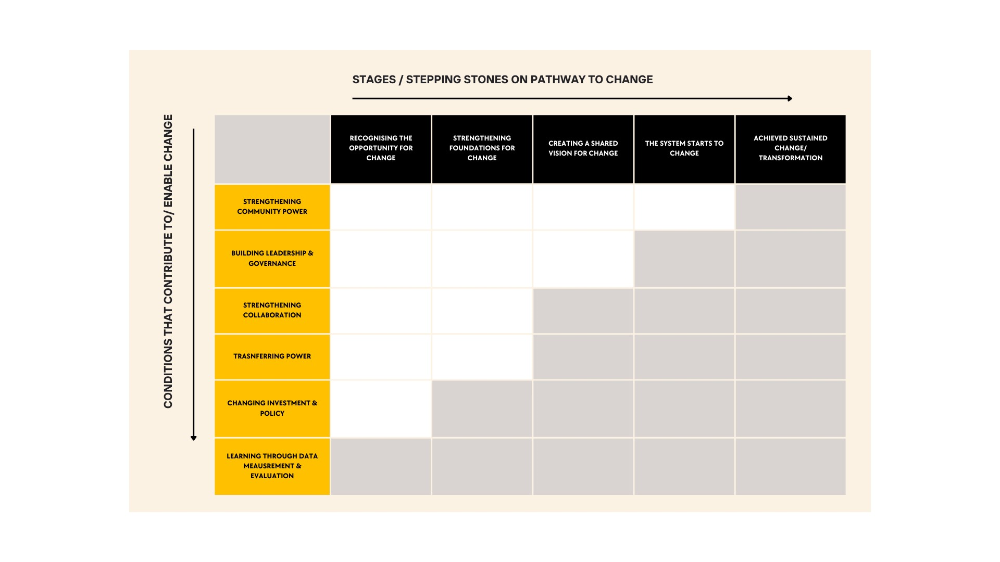 STAGES / STEPPING STONES ON PATHWAY TO CHANGE
CONDITIONS THAT CONTRIBUTE TO/ ENABLE CHANGE
RECOGNISING THE
OPPORTUNITY FOR
CHANGE
STRENGTHENING
FOUNDATIONS FOR
CHANGE
CREATING A SHARED
VISION FOR CHANGE
THE SYSTEM STARTS TO
CHANGE
ACHIEVED SUSTAINED
CHANGE/
TRANSFORMATION
STRENGTHENING
COMMUNITY POWER
BUILDING LEADERSHIP &
GOVERNANCE
STRENGTHENING
COLLABORATION
TRASNFERRING POWER
CHANGING INVESTMENT &
POLICY
LEARNING THROUGH DATA
MEAUSREMENT &
EVALUATION